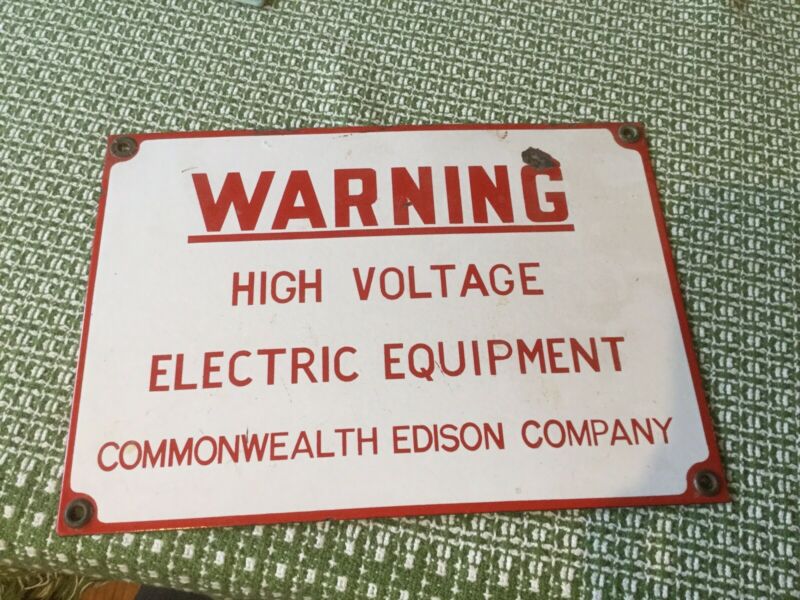 WARNING
HIGH VOLTAGE
ELECTRIC EQUIPMENT
COMMONWEALTH EDISON COMPANY